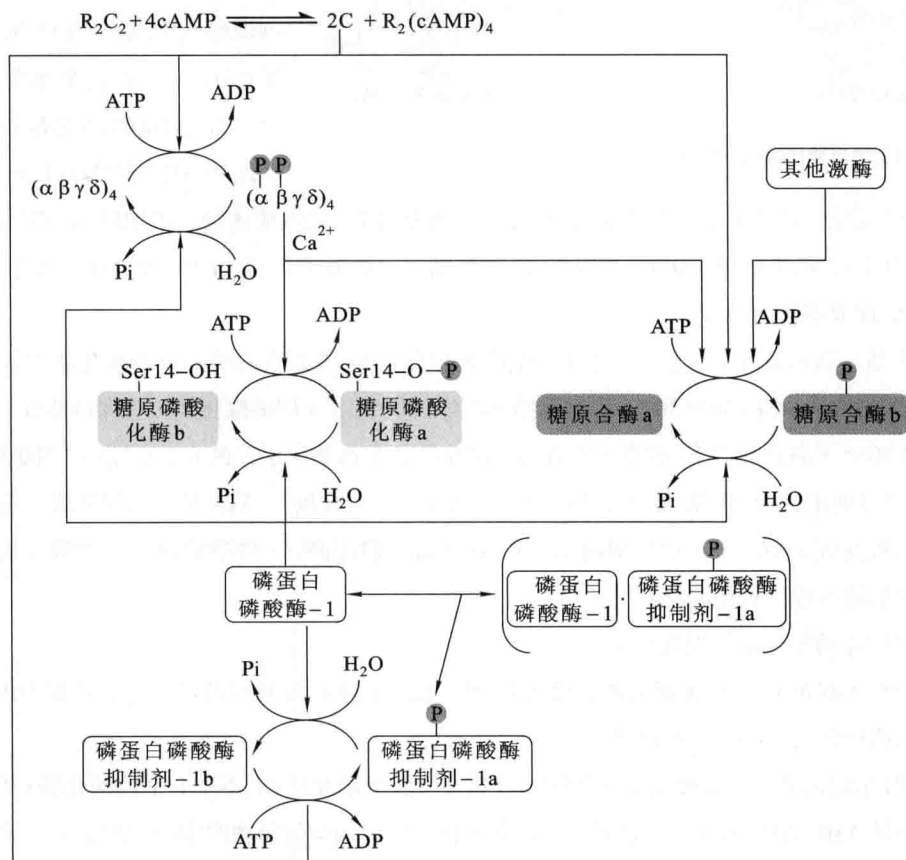 R₂C₂+4cAMP ⇌ 2C + R₂(cAMP)₄
ATP
ADP
(αβγδ)₄
P P
(αβγδ)₄
Pi
H₂O
Ca²⁺
其他激酶
ATP
ADP
Ser14–OH
糖原磷酸
化酶b
Ser14–O–P
糖原磷酸
化酶a
Pi
H₂O
ATP
ADP
糖原合酶a
P
糖原合酶b
Pi
H₂O
磷蛋白
磷酸酶–1
磷蛋白
磷酸酶–1
·
P
磷蛋白磷酸酶
抑制剂–1a
Pi
H₂O
磷蛋白磷酸酶
抑制剂–1b
P
磷蛋白磷酸酶
抑制剂–1a
ATP
ADP